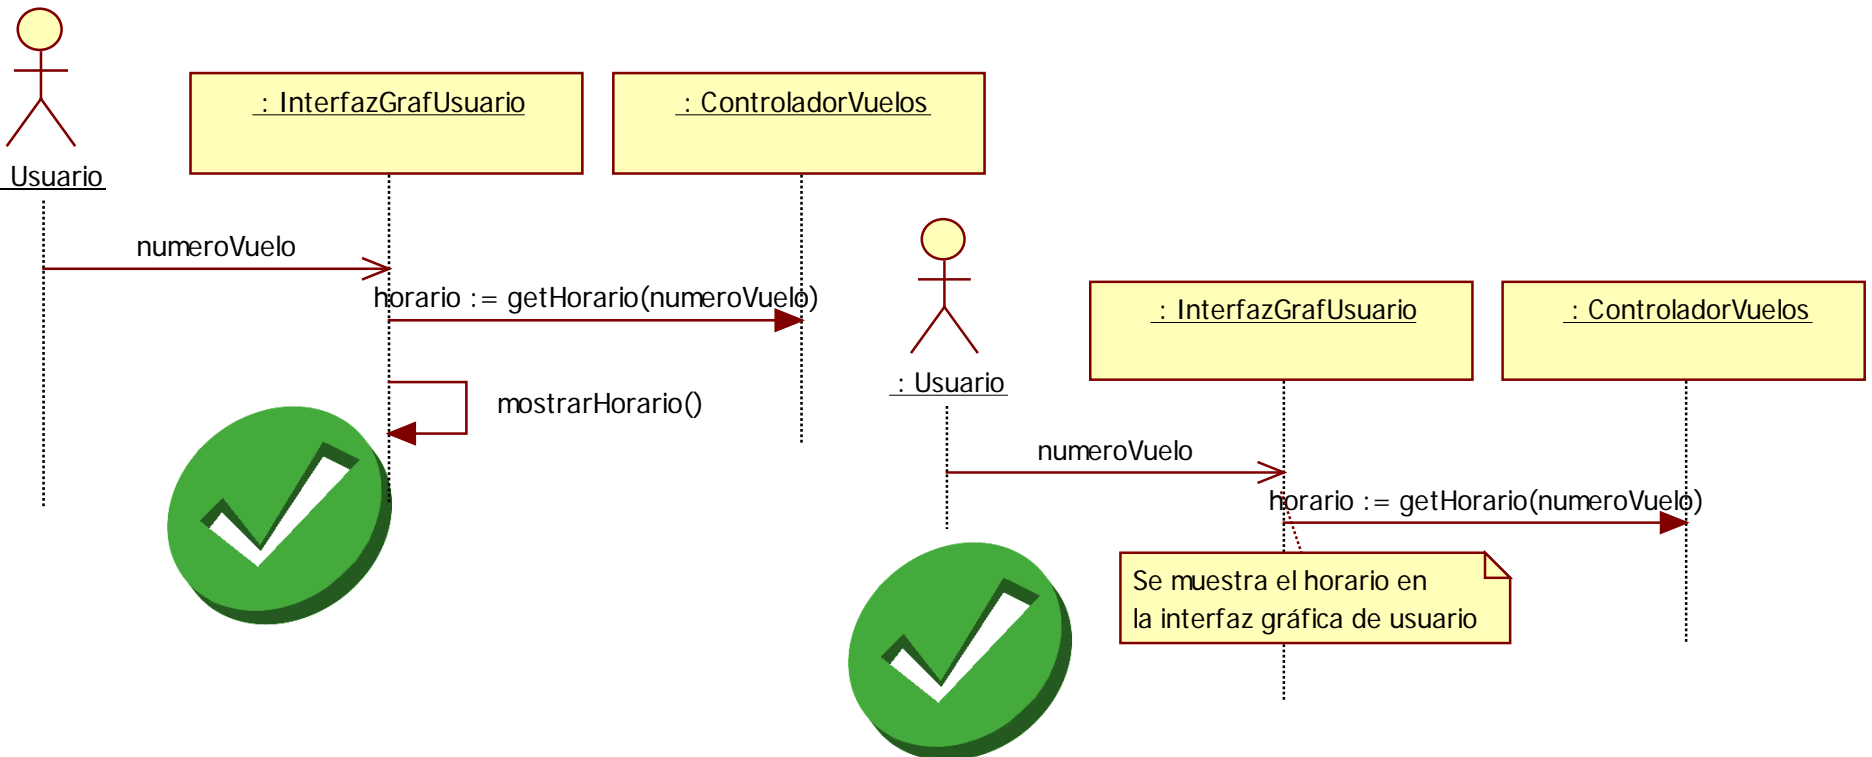 : InterfazGrafUsuario
: ControladorVuelos
Usuario
numeroVuelo
horario := getHorario(numeroVuelo)
mostrarHorario()
: InterfazGrafUsuario
: ControladorVuelos
: Usuario
numeroVuelo
horario := getHorario(numeroVuelo)
Se muestra el horario en
la interfaz gráfica de usuario